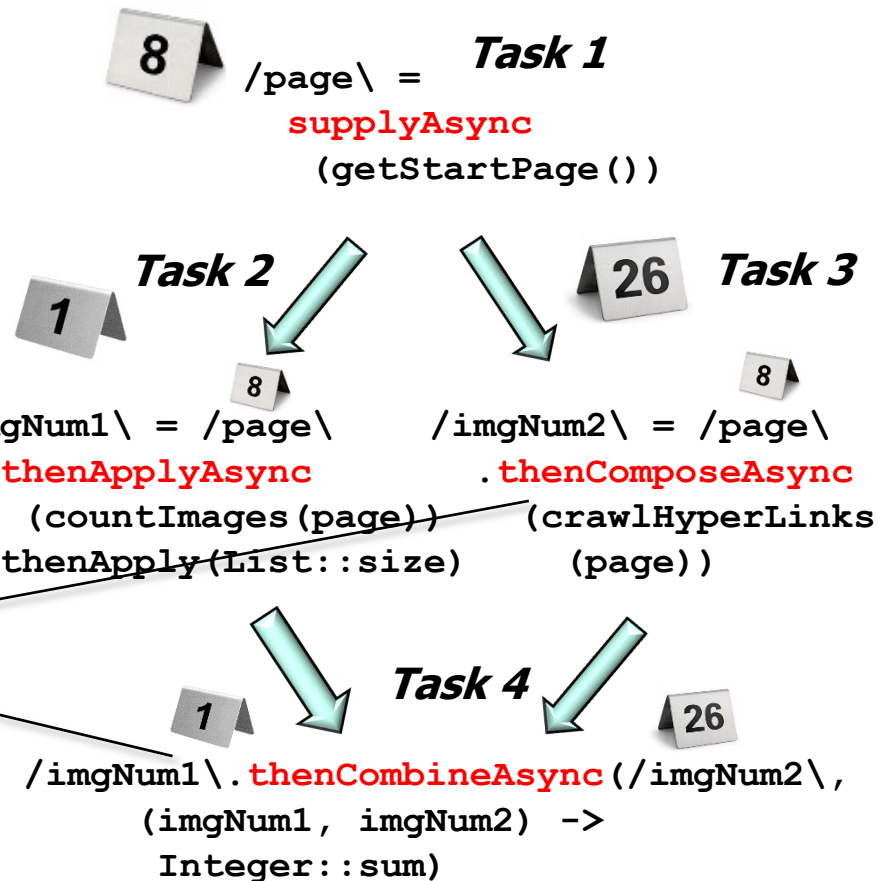 8
Task 1
/page\ =
supplyAsync
(getStartPage())
Task 2
26
Task 3
1
8
8
gNum1\ = /page\
/imgNum2\ = /page\
thenApplyAsync
.thenComposeAsync
(countImages(page))
(crawlHyperLinks
thenApply(List::size)
(page))
Task 4
1
26
/imgNum1\.thenCombineAsync(/imgNum2\,
(imgNum1, imgNum2) ->
Integer::sum)